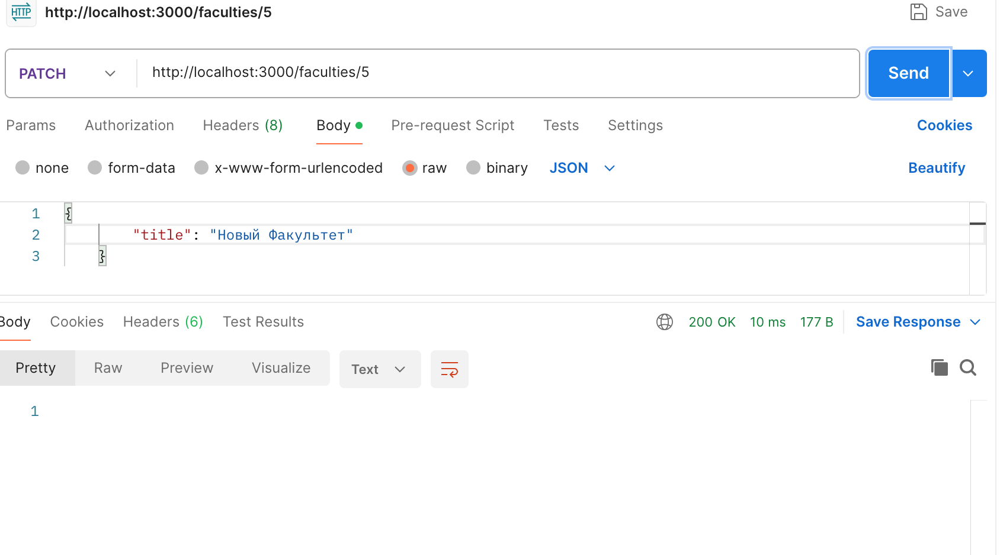 HTTP http://localhost:3000/faculties/5 Save
PATCH http://localhost:3000/faculties/5 Send
Params Authorization Headers (8) Body Pre-request Script Tests Settings Cookies
none form-data x-www-form-urlencoded raw binary JSON Beautify
1 {
2 "title": "Новый Факультет"
3 }
Body Cookies Headers (6) Test Results 200 OK 10 ms 177 B Save Response
Pretty Raw Preview Visualize Text
1